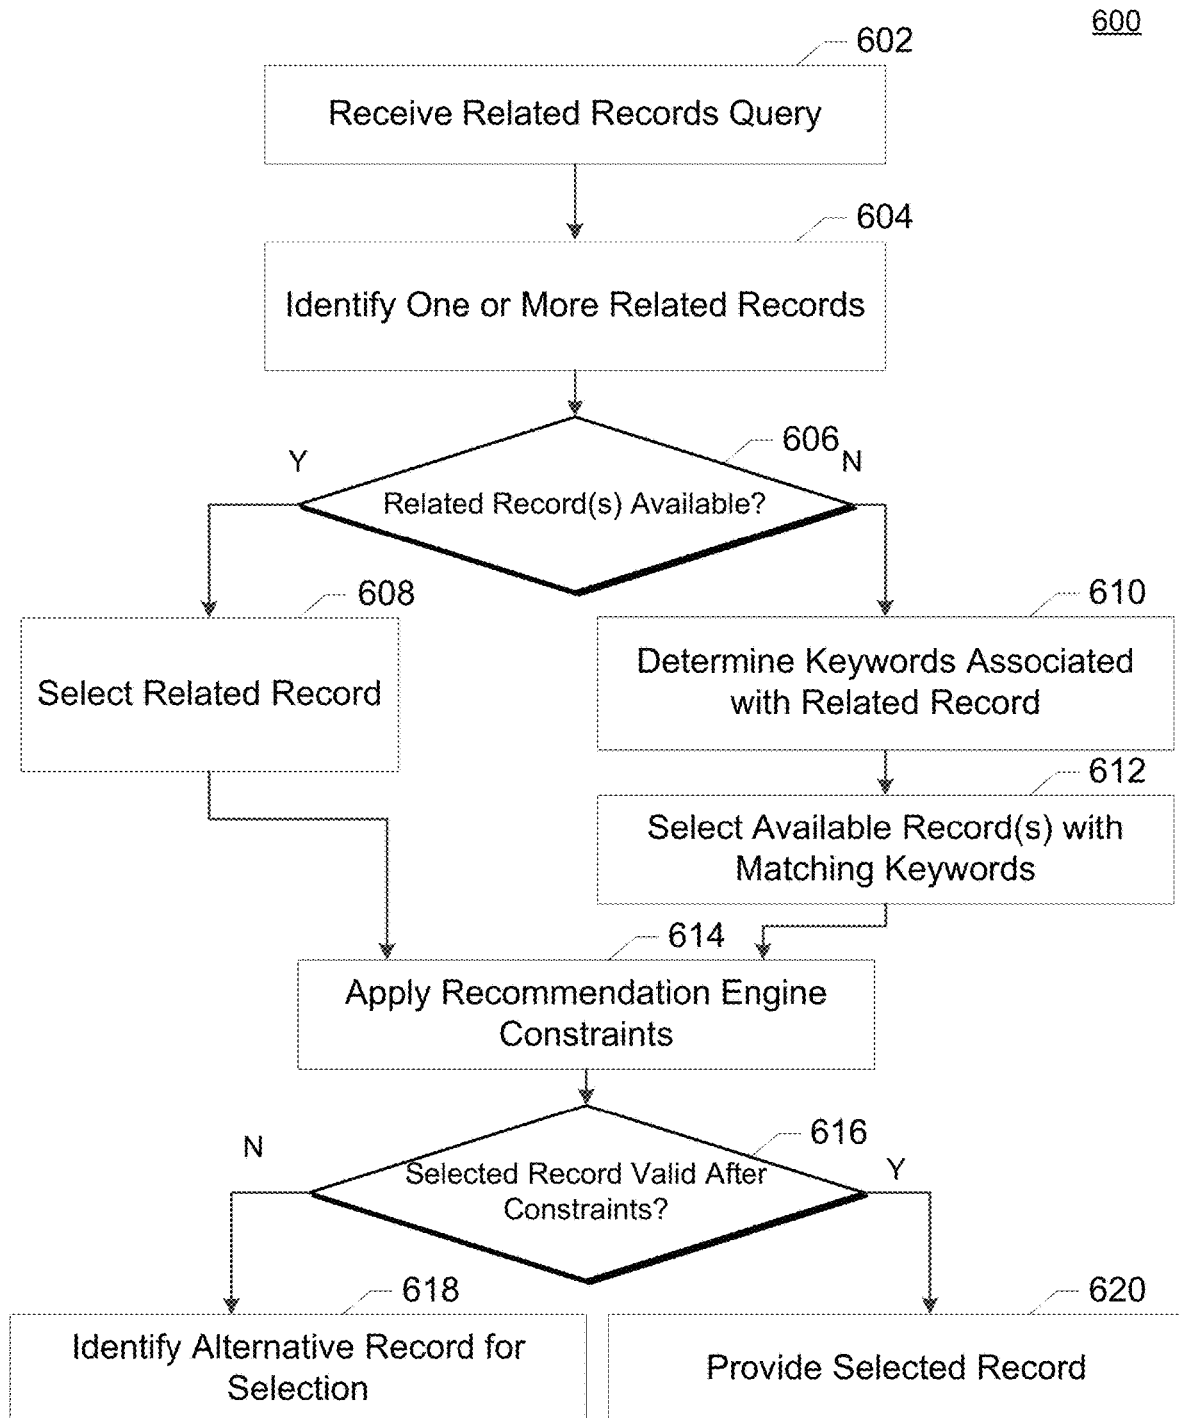 600
602
Receive Related Records Query
604
Identify One or More Related Records
606
Y
N
Related Record(s) Available?
608
610
Select Related Record
Determine Keywords Associated
with Related Record
612
Select Available Record(s) with
Matching Keywords
614
Apply Recommendation Engine
Constraints
616
N
Y
Selected Record Valid After
Constraints?
618
620
Identify Alternative Record for
Selection
Provide Selected Record